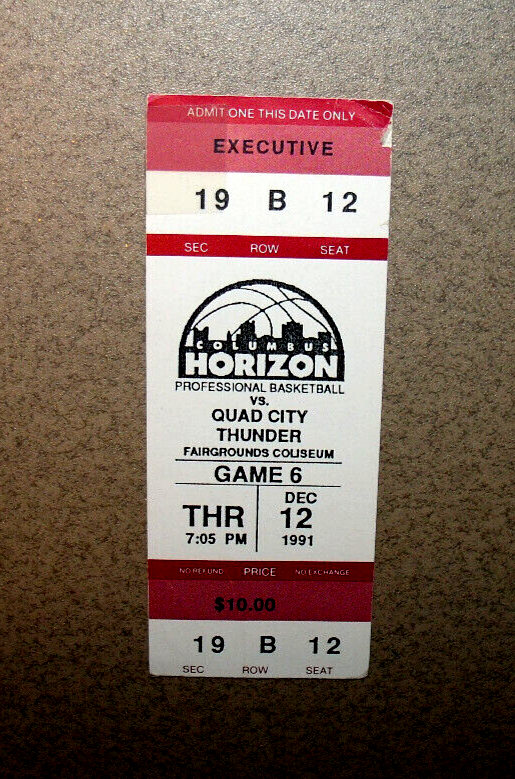 ADMIT ONE THIS DATE ONLY
EXECUTIVE
19 B 12
SEC ROW SEAT
COLUMBUS
HORIZON
PROFESSIONAL BASKETBALL
VS.
QUAD CITY
THUNDER
FAIRGROUNDS COLISEUM
GAME 6
THR
7:05 PM
DEC
12
1991
NO REFUND PRICE NO EXCHANGE
$10.00
19 B 12
SEC ROW SEAT